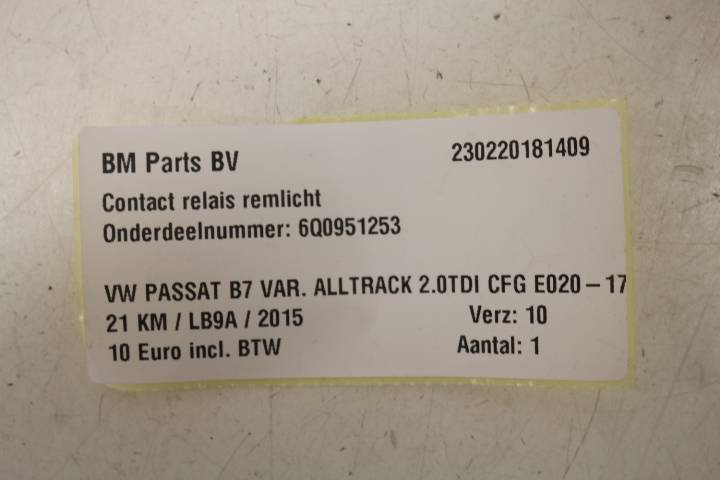 BM Parts BV 230220181409
Contact relais remlicht
Onderdeelnummer: 6Q0951253
VW PASSAT B7 VAR. ALLTRACK 2.0TDI CFG E020 – 17
21 KM / LB9A / 2015 Verz: 10
10 Euro incl. BTW Aantal: 1